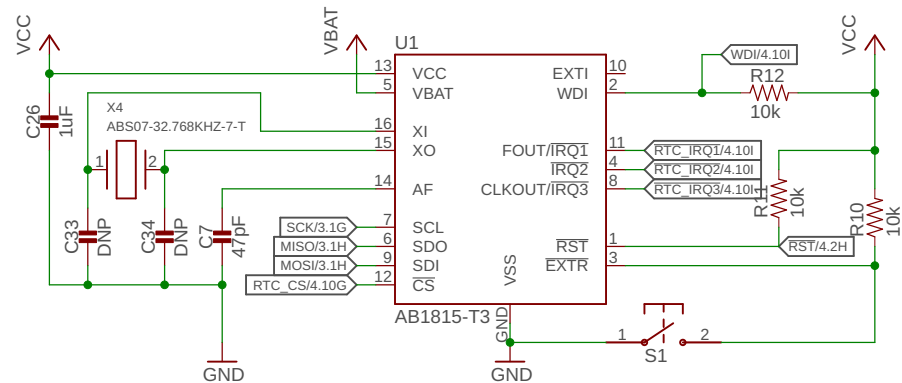 VCC
VBAT
VCC
U1
WDI/4.10I
13
VCC
EXTI
10
R12
5
VBAT
WDI
2
C26
1uF
X4
ABS07-32.768KHZ-7-T
10k
16
XI
15
XO
FOUT/IRQ1
11
RTC_IRQ1/4.10I
1
2
IRQ2
4
RTC_IRQ2/4.10I
14
AF
CLKOUT/IRQ3
8
RTC_IRQ3/4.10I
R11
10k
R10
10k
C33
DNP
C34
DNP
C7
47pF
SCK/3.1G
7
SCL
MISO/3.1H
6
SDO
RST
1
RST/4.2H
MOSI/3.1H
9
SDI
EXTR
3
RTC_CS/4.10G
12
CS
VSS
AB1815-T3
GND
1
2
S1
GND
GND